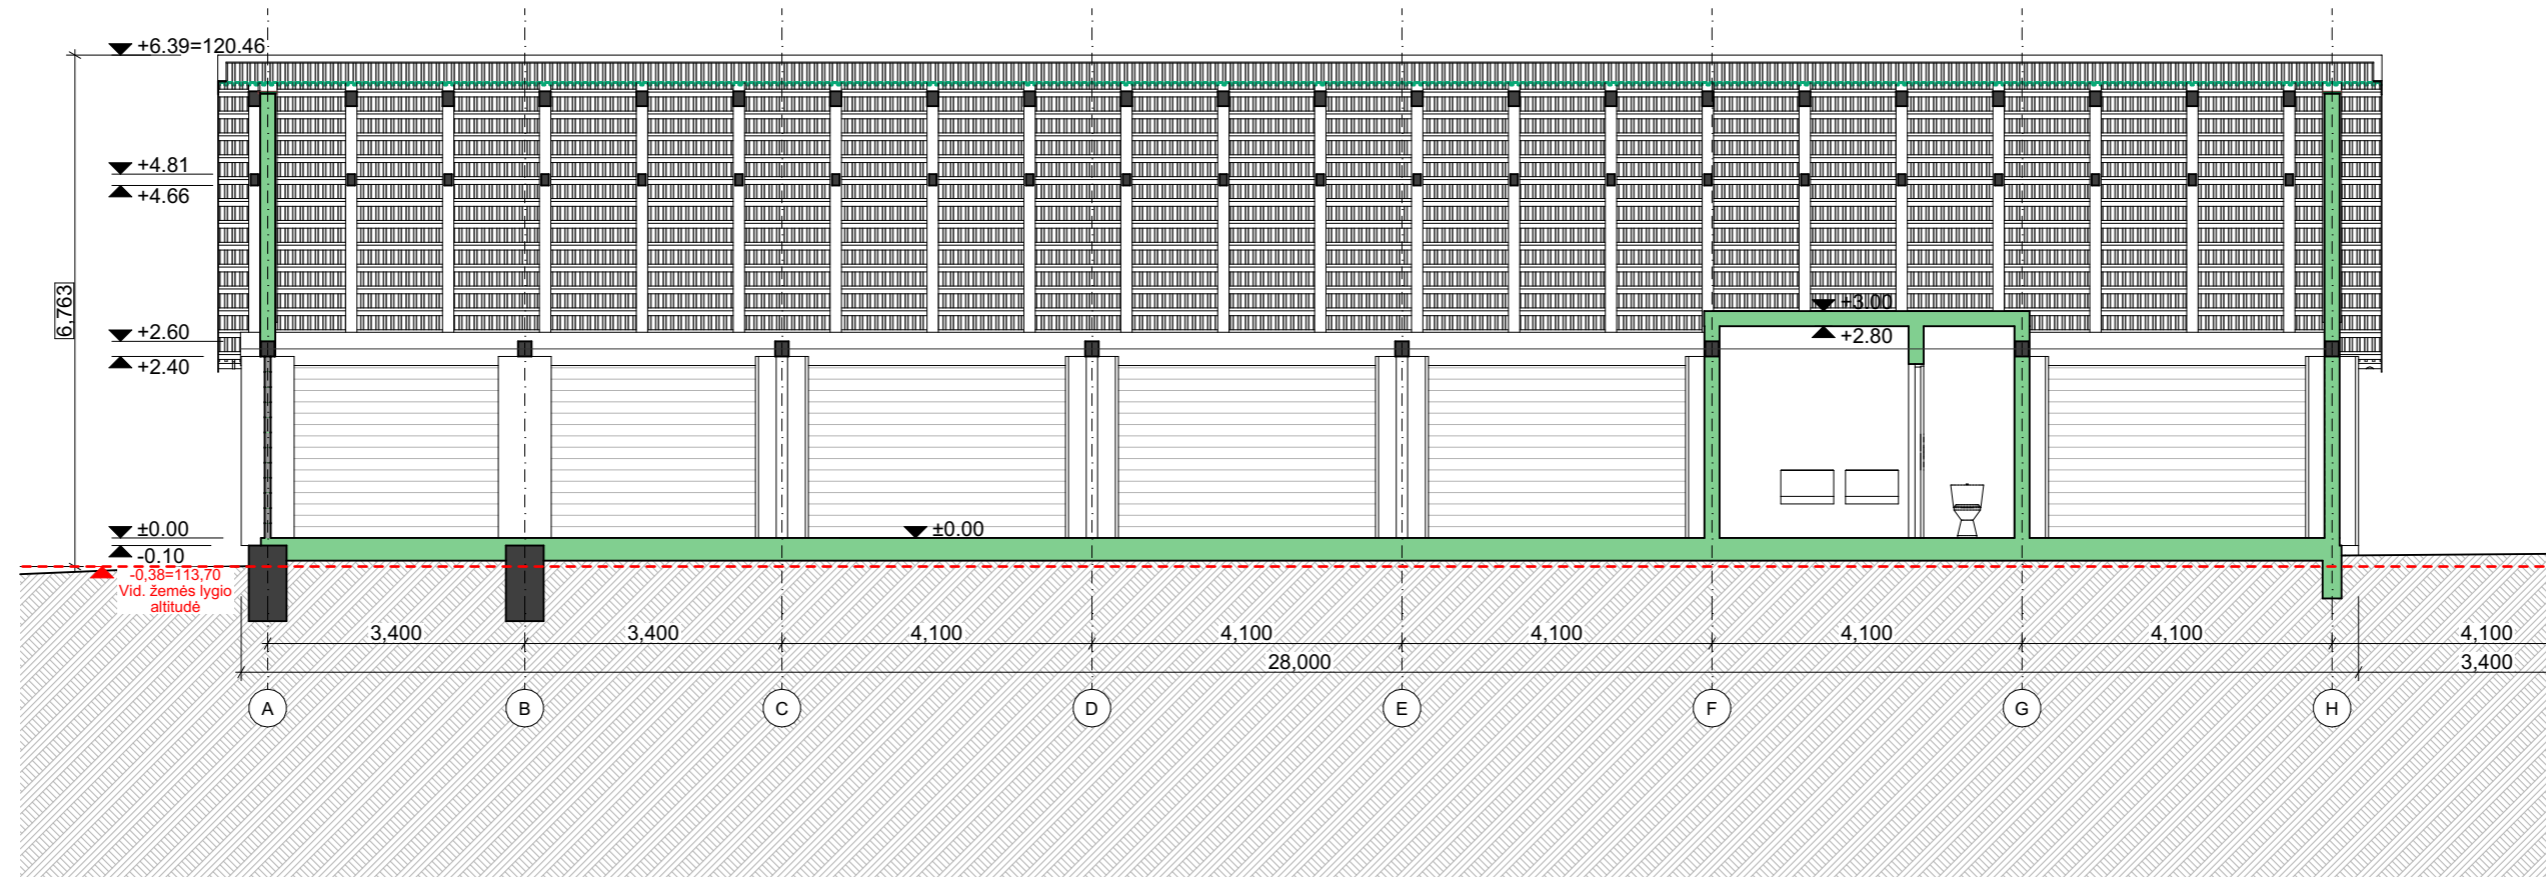 +6.39=120.46
+4.81
+4.66
6,763
+3.00
+2.60
+2.80
+2.40
±0.00
±0.00
-0.10
-0,38=113,70
Vid. žemės lygio
altitudė
3,400
3,400
4,100
4,100
4,100
4,100
4,100
4,100
28,000
3,400
A
B
C
D
E
F
G
H